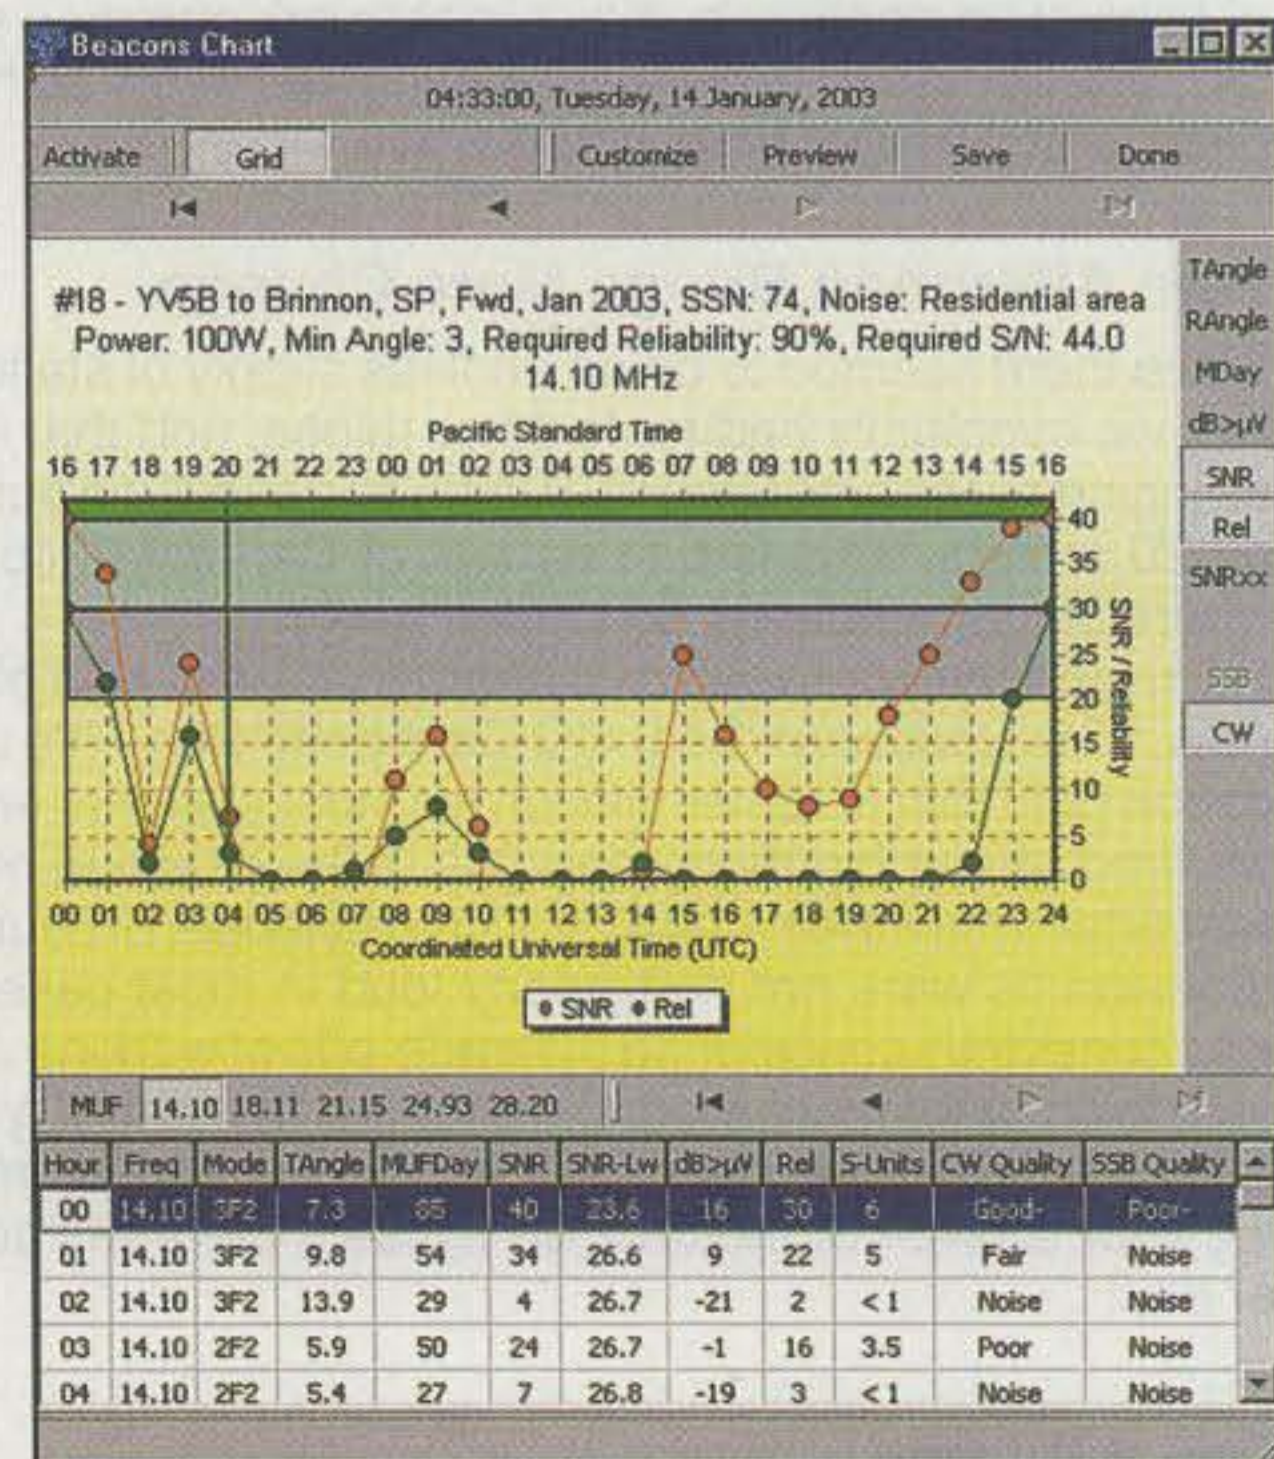 Beacons Chart
04:33:00, Tuesday, 14 January, 2003
Activate Grid Customize Preview Save Done
#18 - YV5B to Brinnon, SP, Fwd, Jan 2003, SSN: 74, Noise: Residential area
Power: 100W, Min Angle: 3, Required Reliability: 90%, Required S/N: 44.0
14.10 MHz
Pacific Standard Time
16 17 18 19 20 21 22 23 00 01 02 03 04 05 06 07 08 09 10 11 12 13 14 15 16
40
35
30
25
20
15
10
5
0
SNR / Reliability
00 01 02 03 04 05 06 07 08 09 10 11 12 13 14 15 16 17 18 19 20 21 22 23 24
Coordinated Universal Time (UTC)
SNR Rel
TAngle
RAngle
MDay
dB>µV
SNR
Rel
SNRxx
SSB
CW
MUF 14.10 18.11 21.15 24.93 28.20
Hour Freq Mode TAngle MUFDay SNR SNR-Lw dB>µV Rel S-Units CW Quality SSB Quality
00 14.10 3F2 7.3 40 16 30 6 Good- Poor-
01 14.10 3F2 9.8 54 34 26.6 9 22 5 Fair Noise
02 14.10 3F2 13.9 29 4 26.7 -21 2 < 1 Noise Noise
03 14.10 2F2 5.9 50 24 26.7 -1 16 3.5 Poor Noise
04 14.10 2F2 5.4 27 7 26.8 -19 3 < 1 Noise Noise